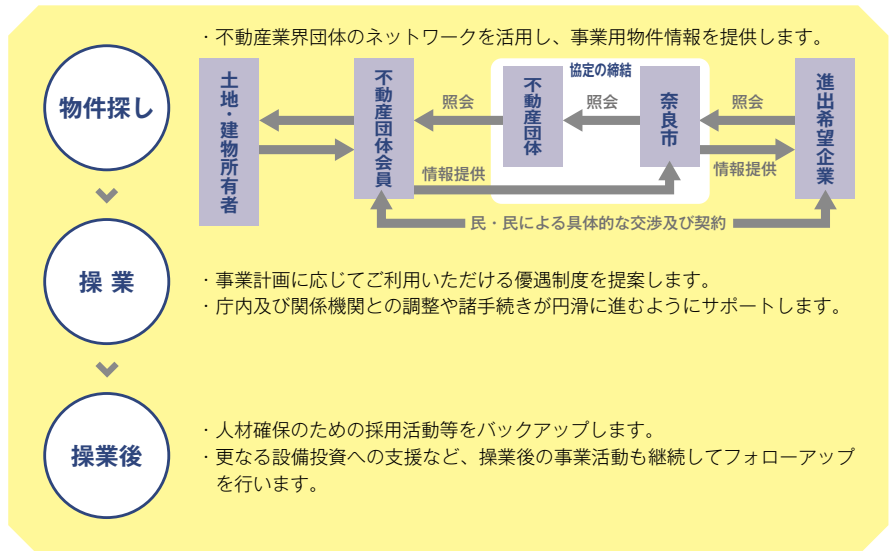 ・不動産業界団体のネットワークを活用し、事業用物件情報を提供します。
物件探し
土地・建物所有者
不動産団体会員
照会
情報提供
協定の締結
不動産団体
照会
奈良市
照会
情報提供
進出希望企業
民・民による具体的な交渉及び契約
操業
・事業計画に応じてご利用いただける優遇制度を提案します。
・庁内及び関係機関との調整や諸手続きが円滑に進むようにサポートします。
操業後
・人材確保のための採用活動等をバックアップします。
・更なる設備投資への支援など、操業後の事業活動も継続してフォローアップ
を行います。